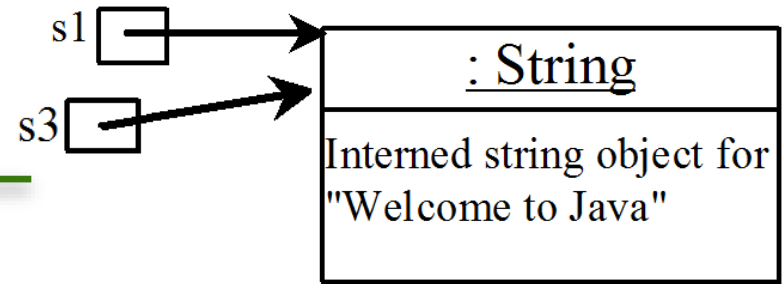 s1
: String
s3
Interned string object for
"Welcome to Java"